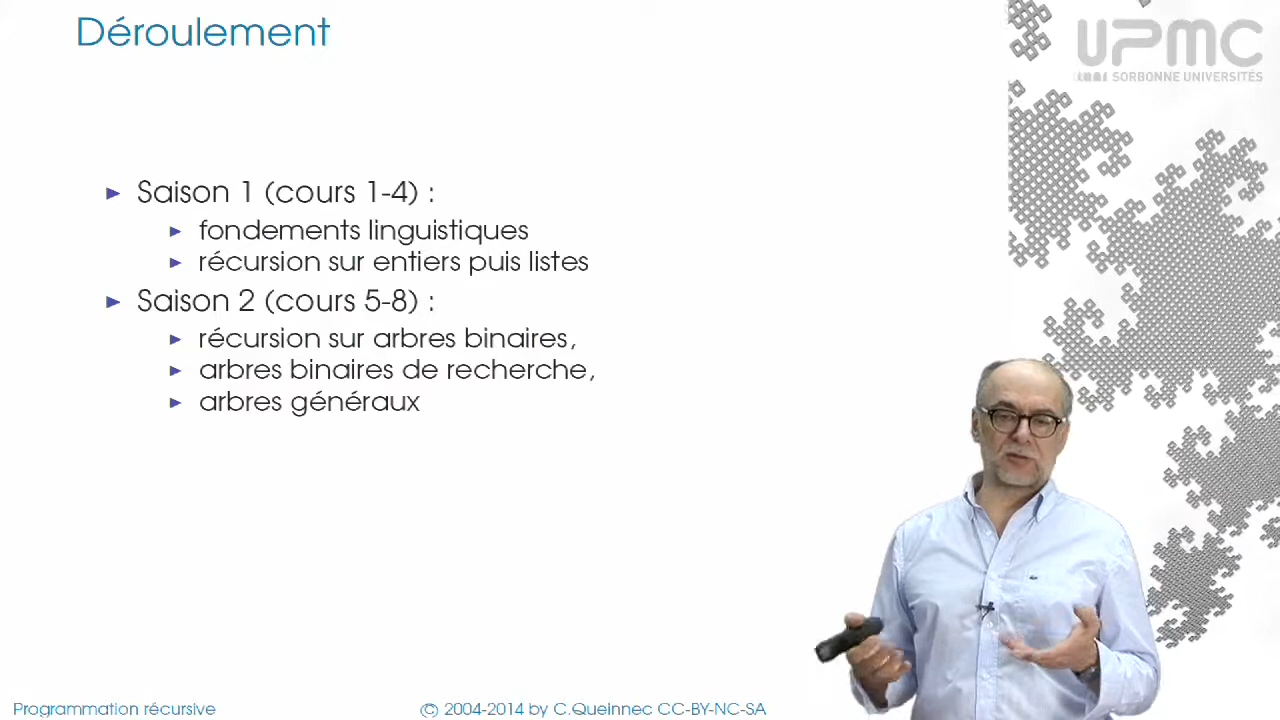 Déroulement
UPMC
SORBONNE UNIVERSITÉS
► Saison 1 (cours 1-4) :
► fondements linguistiques
► récursion sur entiers puis listes
► Saison 2 (cours 5-8) :
► récursion sur arbres binaires,
► arbres binaires de recherche,
► arbres généraux
Programmation récursive
© 2004-2014 by C.Queinnec CC-BY-NC-SA